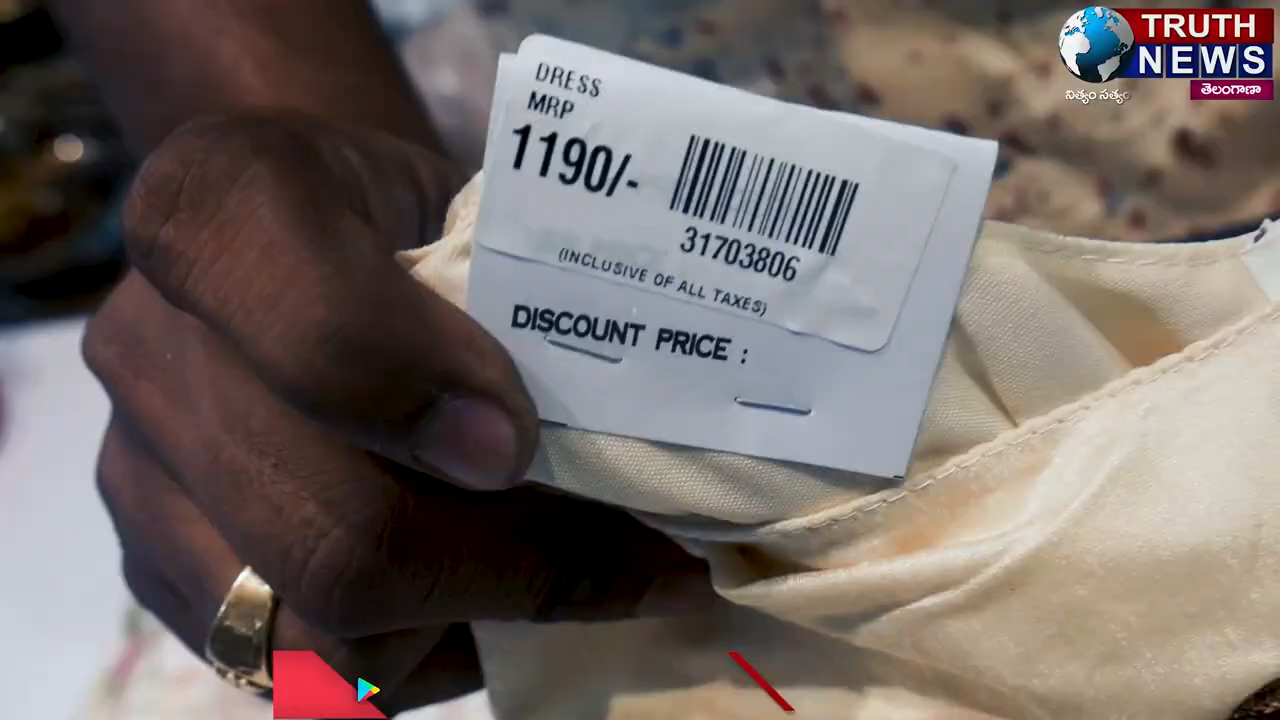 TRUTH
NEWS
తెలంగాణా
నిత్యం సత్యం
DRESS
MRP
1190/-
31703806
(INCLUSIVE OF ALL TAXES)
DISCOUNT PRICE :